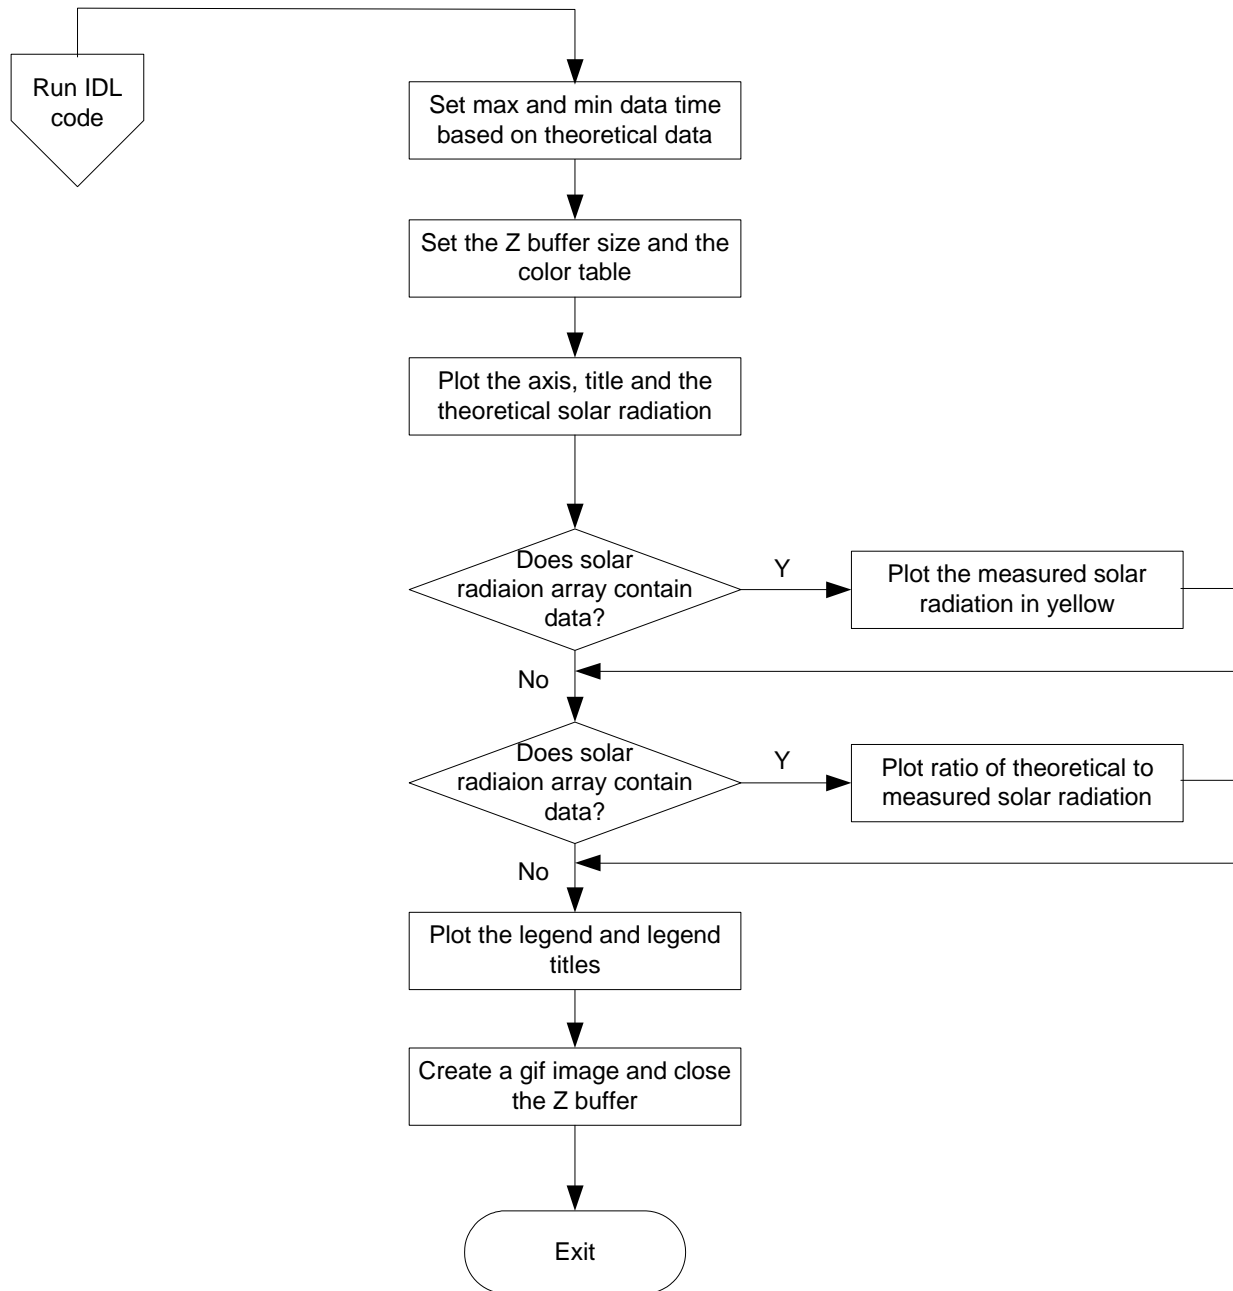 Run IDL
code
Set max and min data time
based on theoretical data
Set the Z buffer size and the
color table
Plot the axis, title and the
theoretical solar radiation
Does solar
radiaion array contain
data?
Y
Plot the measured solar
radiation in yellow
No
Does solar
radiaion array contain
data?
Y
Plot ratio of theoretical to
measured solar radiation
No
Plot the legend and legend
titles
Create a gif image and close
the Z buffer
Exit